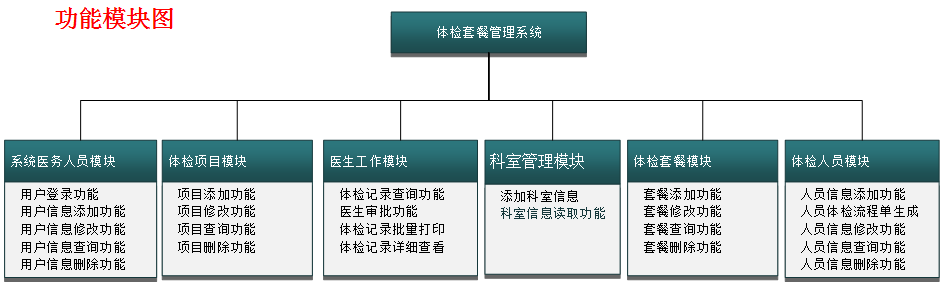 功能模块图
体检套餐管理系统
系统医务人员模块
用户登录功能
用户信息添加功能
用户信息修改功能
用户信息查询功能
用户信息删除功能
体检项目模块
项目添加功能
项目修改功能
项目查询功能
项目删除功能
医生工作模块
体检记录查询功能
医生审批功能
体检记录批量打印
体检记录详细查看
科室管理模块
添加科室信息
科室信息读取功能
体检套餐模块
套餐添加功能
套餐修改功能
套餐查询功能
套餐删除功能
体检人员模块
人员信息添加功能
人员体检流程单生成
人员信息修改功能
人员信息查询功能
人员信息删除功能